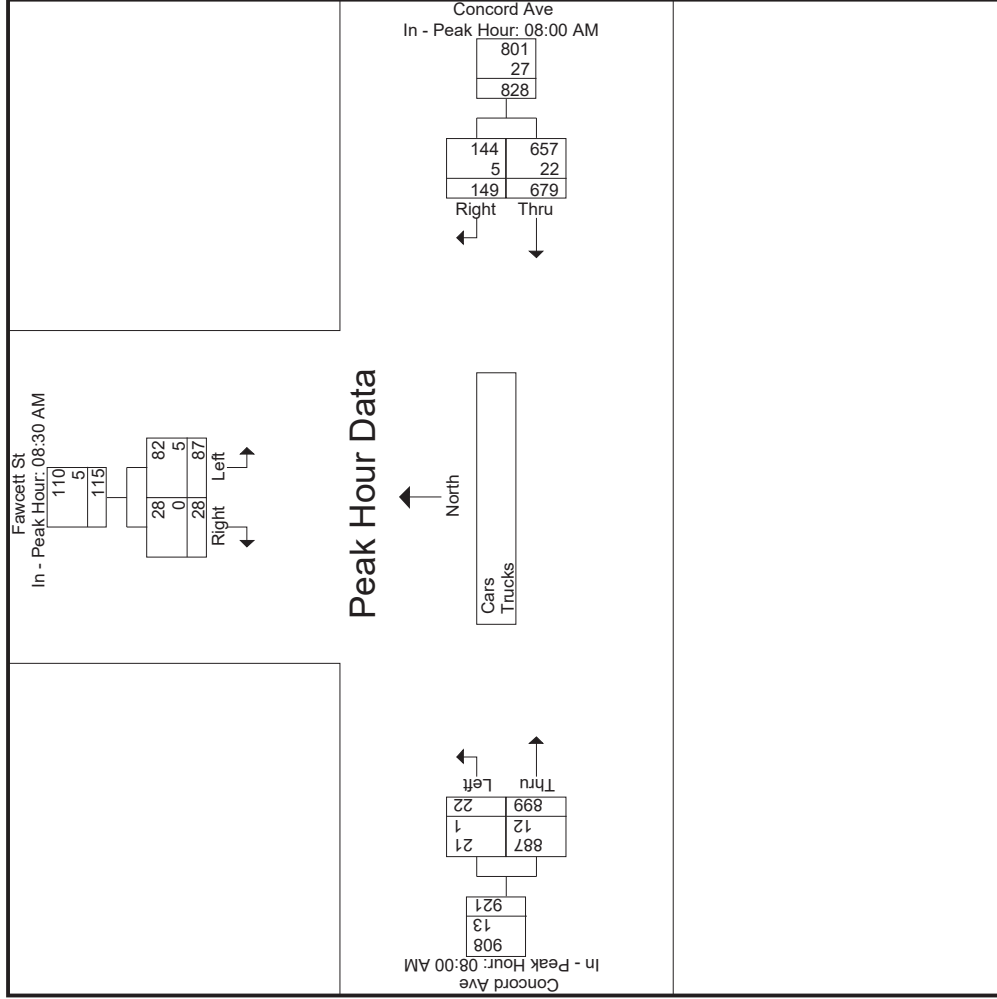 Concord Ave
In - Peak Hour: 08:00 AM
801
27
828
144 657
5 22
149 679
Right Thru
Fawcett St
In - Peak Hour: 08:30 AM
110
5
115
28 82
0 5
28 87
Right Left
Peak Hour Data
North
Cars
Trucks
Concord Ave
In - Peak Hour: 08:00 AM
908
13
921
887 21
12 1
899 22
Thru Left